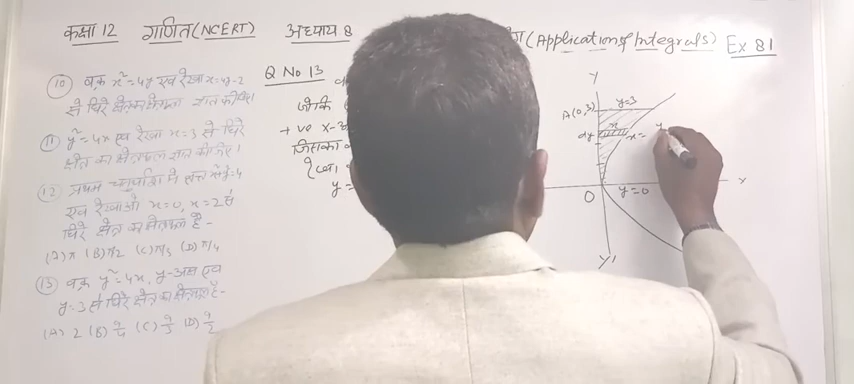 कक्षा 12 गणित (NCERT) अध्याय 8 (Application of Integrals) Ex 8.1
(10) वक्र x² = 4y एवं रेखा x = 4y - 2
से घिरे क्षेत्र का क्षेत्रफल ज्ञात कीजिए।
(11) y² = 4x एवं रेखा x = 3 से घिरे
क्षेत्र का क्षेत्रफल ज्ञात कीजिए।
(12) प्रथम चतुर्थांश में वृत्त x²+y²=4
एवं रेखाओं x=0, x=2 से
घिरे क्षेत्र का क्षेत्रफल है -
(A) π (B) π/2 (C) π/3 (D) π/4
(13) वक्र y² = 4x, y-अक्ष एवं
y=3 से घिरे क्षेत्र का क्षेत्रफल है -
(A) 2 (B) 9/4 (C) 9/3 (D) 9/2
Q No 13
जोकि
+ve x-
जिसका
y =
Y
A(0,3) y=3
dy x x =
O y=0 X
Y'